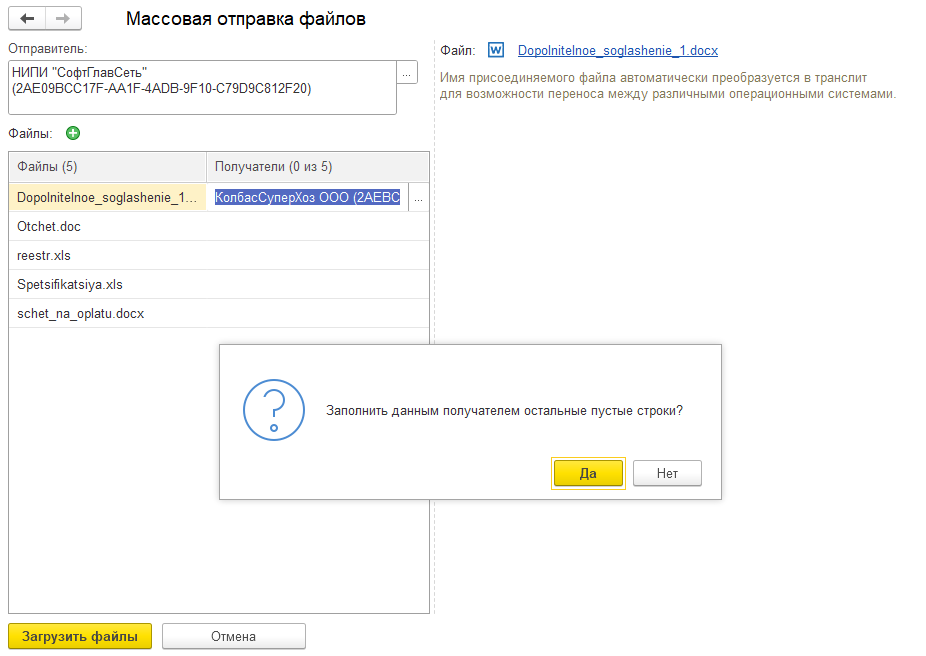 Массовая отправка файлов
Отправитель:
НИПИ "СофтГлавСеть"
(2AE09BCC17F-AA1F-4ADB-9F10-C79D9C812F20)
...
Файлы:
Файлы (5)
Получатели (0 из 5)
Dopolnitelnoe_soglashenie_1...
КолбасСуперХоз ООО (2AEBC
...
Otchet.doc
reestr.xls
Spetsifikatsiya.xls
schet_na_oplatu.docx
Файл:
W
Dopolnitelnoe_soglashenie_1.docx
Имя присоединяемого файла автоматически преобразуется в транслит
для возможности переноса между различными операционными системами.
?
Заполнить данным получателем остальные пустые строки?
Да
Нет
Загрузить файлы
Отмена